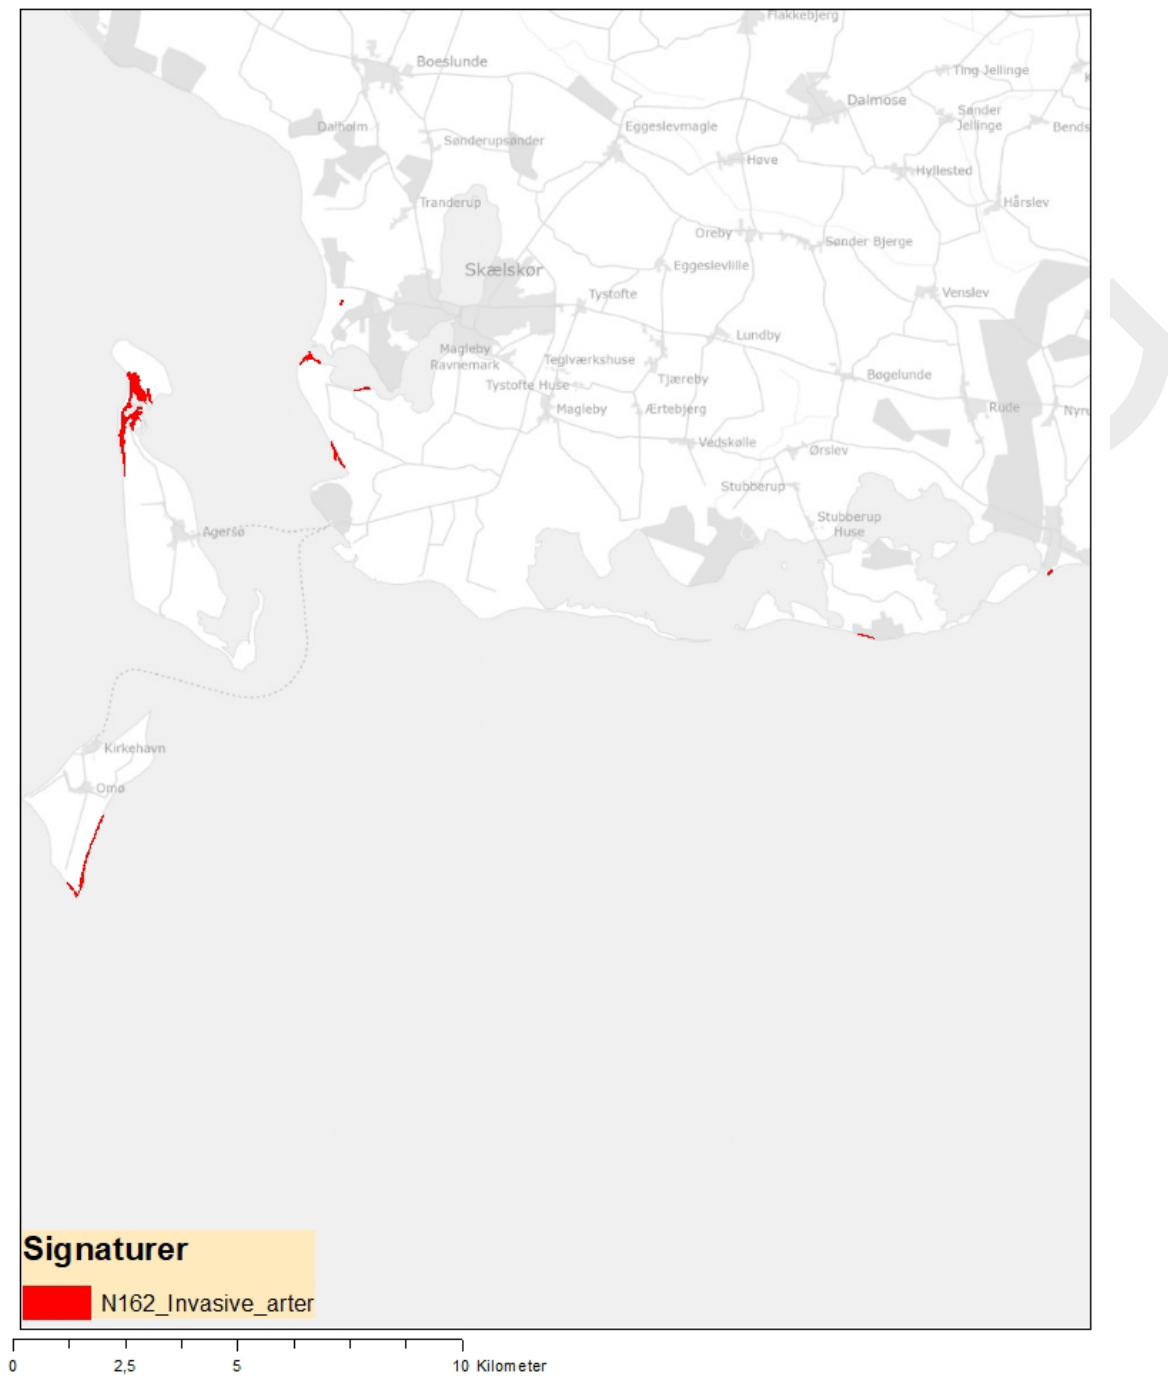 Flakkebjerg
Boeslunde
Ting Jellinge
Dalmose
Sønder
Jellinge
Dalholm
Eggeslevmagle
Bends
Sønderupsønder
Høve
Hyllested
Tranderup
Hårslev
Oreby
Sønder Bjerge
Skælskør
Eggeslevlille
Tystofte
Venslev
Lundby
Magleby
Ravnemark
Teglværkshuse
Tjæreby
Bøgelunde
Tystofte Huse
Magleby
Ærtebjerg
Rude
Nyru
Vedskølle
Ørslev
Stubberup
Stubberup
Huse
Agersø
Kirkehavn
Omø
Signaturer
N162_Invasive_arter
0 2,5 5 10 Kilometer